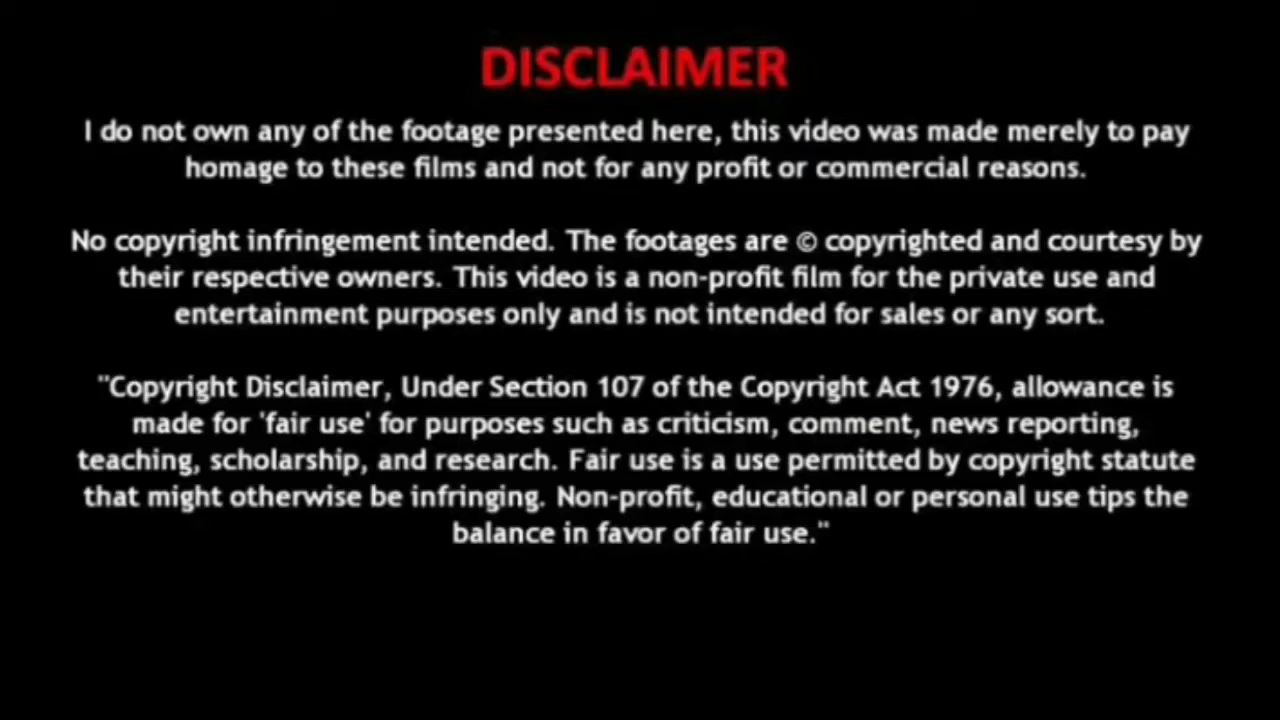 DISCLAIMER
I do not own any of the footage presented here, this video was made merely to pay
homage to these films and not for any profit or commercial reasons.
No copyright infringement intended. The footages are © copyrighted and courtesy by
their respective owners. This video is a non-profit film for the private use and
entertainment purposes only and is not intended for sales or any sort.
"Copyright Disclaimer, Under Section 107 of the Copyright Act 1976, allowance is
made for 'fair use' for purposes such as criticism, comment, news reporting,
teaching, scholarship, and research. Fair use is a use permitted by copyright statute
that might otherwise be infringing. Non-profit, educational or personal use tips the
balance in favor of fair use."